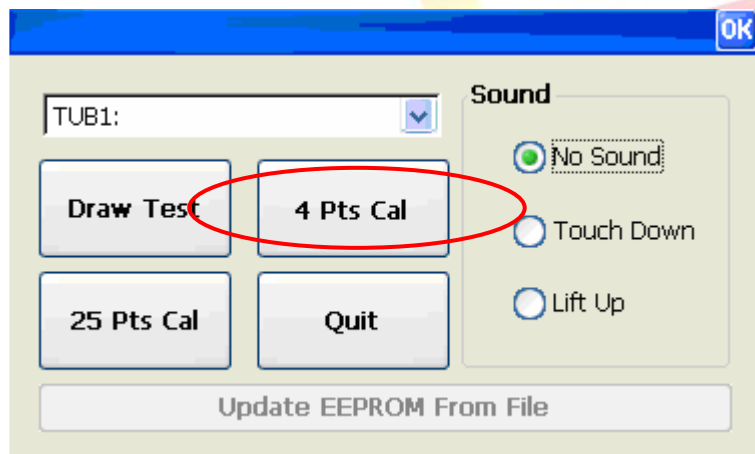 OK
TUB1:
Sound
No Sound
Draw Test
4 Pts Cal
Touch Down
25 Pts Cal
Quit
Lift Up
Update EEPROM From File